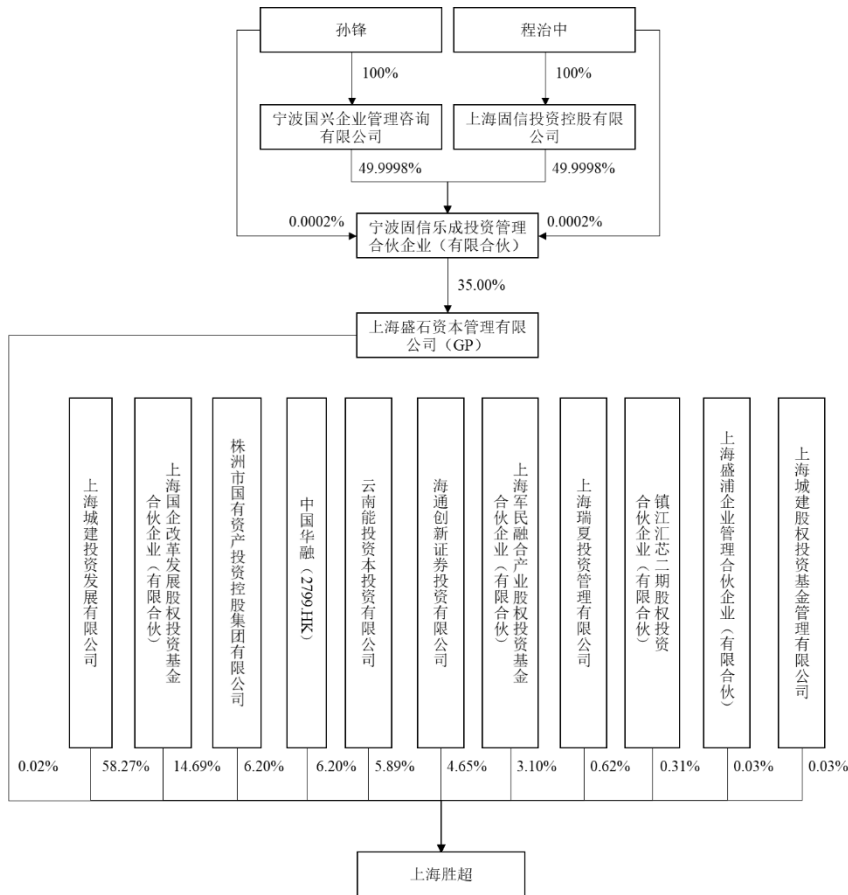 孙锋
程治中
100%
100%
宁波国兴企业管理咨询
有限公司
上海固信投资控股有限
公司
49.9998%
49.9998%
0.0002%
宁波固信乐成投资管理
合伙企业（有限合伙）
0.0002%
35.00%
上海盛石资本管理有限
公司（GP）
上海城建投资发展有限公司
上海国企改革发展股权投资基金
合伙企业（有限合伙）
株洲市国有资产投资控股集团有限公司
中国华融（2799.HK）
云南能投资本投资有限公司
海通创新证券投资有限公司
上海军民融合产业股权投资基金
合伙企业（有限合伙）
上海瑞夏投资管理有限公司
镇江汇芯二期股权投资
合伙企业（有限合伙）
上海盛浦企业管理合伙企业（有限合伙）
上海城建股权投资基金管理有限公司
0.02%
58.27%
14.69%
6.20%
6.20%
5.89%
4.65%
3.10%
0.62%
0.31%
0.03%
0.03%
上海胜超